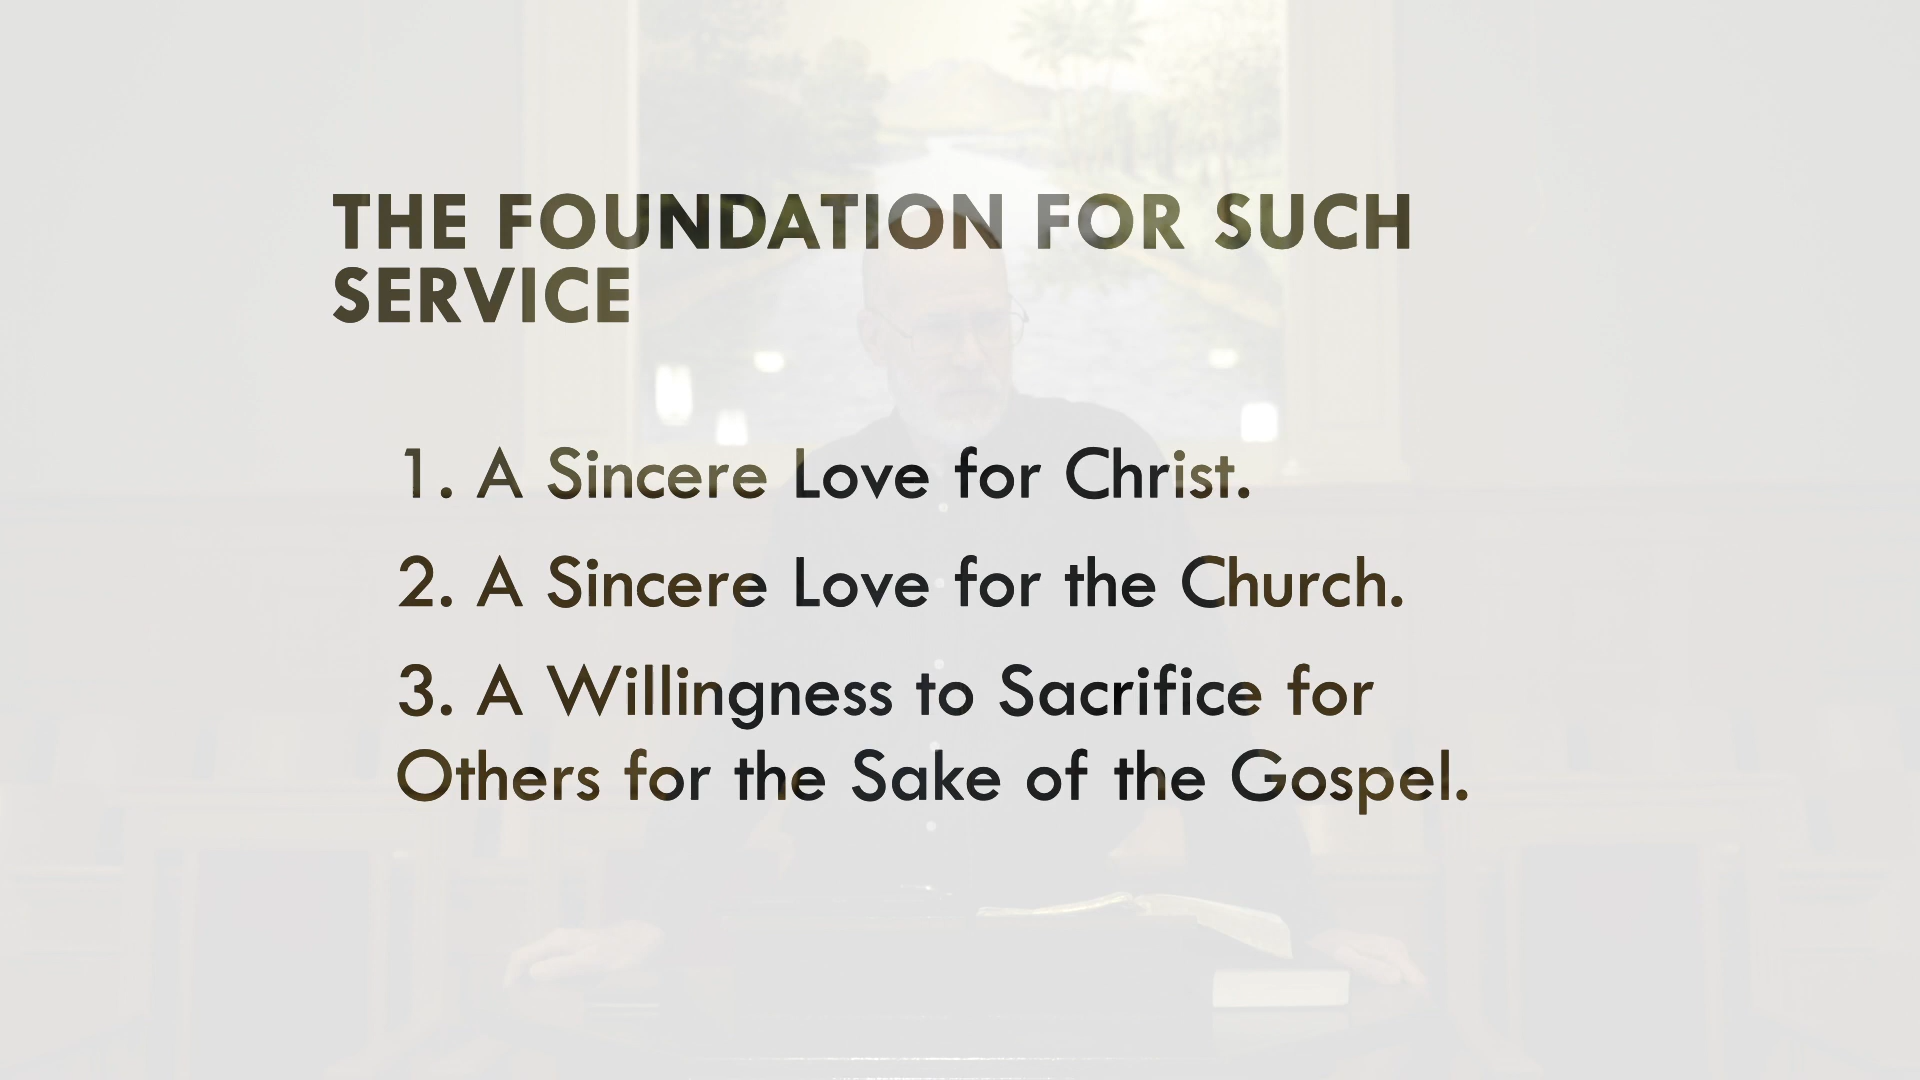 THE FOUNDATION FOR SUCH
SERVICE
1. A Sincere Love for Christ.
2. A Sincere Love for the Church.
3. A Willingness to Sacrifice for
Others for the Sake of the Gospel.